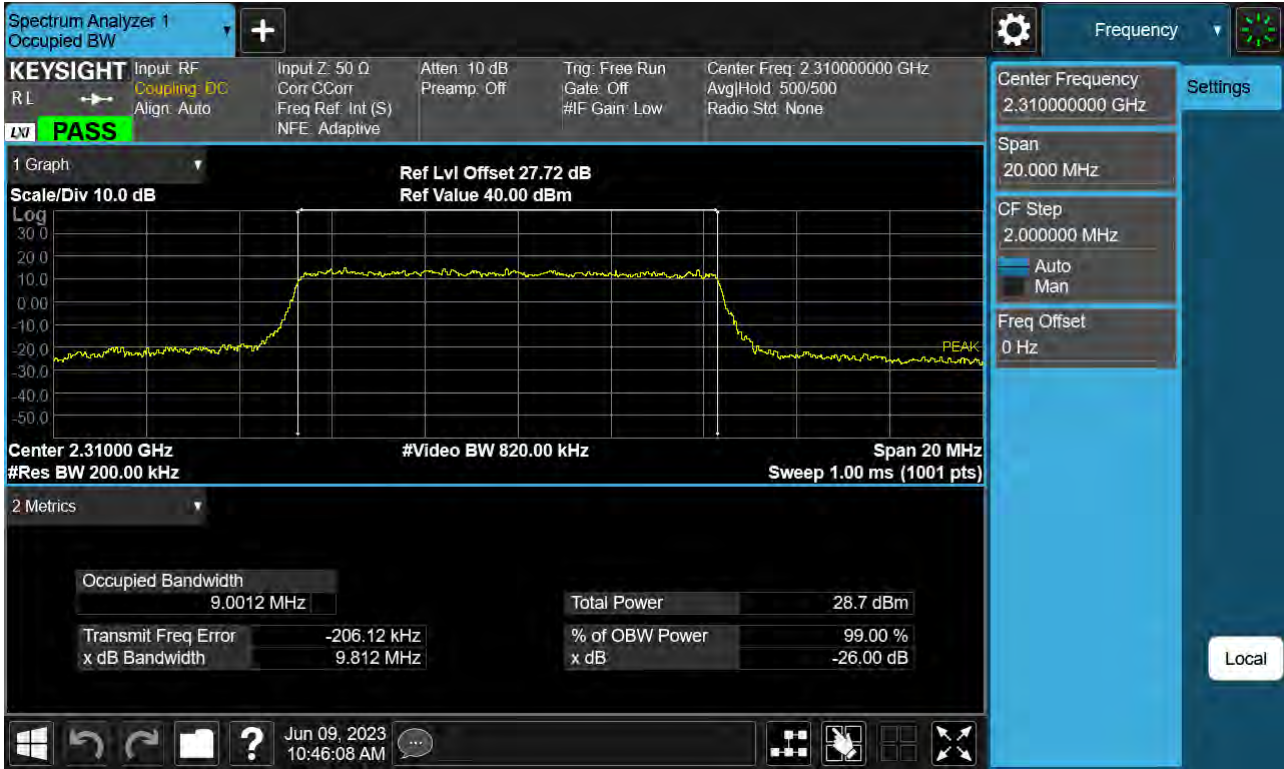 Spectrum Analyzer 1
Occupied BW
+
Frequency
KEYSIGHT
RL
LXI PASS
Input: RF
Coupling: DC
Align: Auto
Input Z: 50 Ω
Corr CCorr
Freq Ref: Int (S)
NFE: Adaptive
Atten: 10 dB
Preamp: Off
Trig: Free Run
Gate: Off
#IF Gain: Low
Center Freq: 2.310000000 GHz
Avg|Hold: 500/500
Radio Std: None
Center Frequency
2.310000000 GHz
Settings
Span
20.000 MHz
CF Step
2.000000 MHz
Auto
Man
Freq Offset
0 Hz
1 Graph
Scale/Div 10.0 dB
Ref Lvl Offset 27.72 dB
Ref Value 40.00 dBm
Log
30.0
20.0
10.0
0.00
-10.0
-20.0
-30.0
-40.0
-50.0
PEAK
Center 2.31000 GHz
#Res BW 200.00 kHz
#Video BW 820.00 kHz
Span 20 MHz
Sweep 1.00 ms (1001 pts)
2 Metrics
Occupied Bandwidth
9.0012 MHz
Transmit Freq Error -206.12 kHz
x dB Bandwidth 9.812 MHz
Total Power 28.7 dBm
% of OBW Power 99.00 %
x dB -26.00 dB
Local
?
Jun 09, 2023
10:46:08 AM